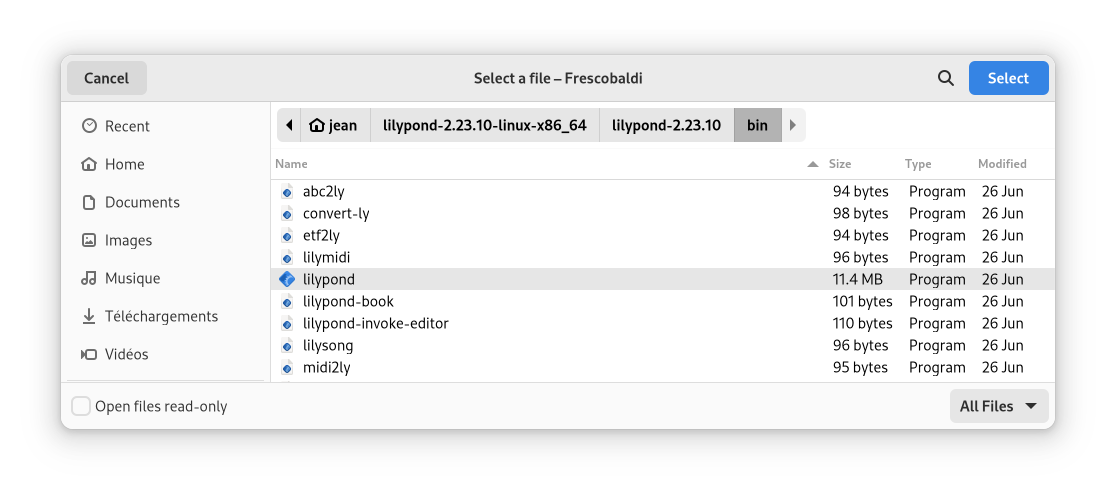 Cancel Select a file – Frescobaldi Select
Recent
Home
Documents
Images
Musique
Téléchargements
Vidéos
jean lilypond-2.23.10-linux-x86_64 lilypond-2.23.10 bin
Name Size Type Modified
abc2ly 94 bytes Program 26 Jun
convert-ly 98 bytes Program 26 Jun
etf2ly 94 bytes Program 26 Jun
lilymidi 96 bytes Program 26 Jun
lilypond 11.4 MB Program 26 Jun
lilypond-book 101 bytes Program 26 Jun
lilypond-invoke-editor 110 bytes Program 26 Jun
lilysong 96 bytes Program 26 Jun
midi2ly 95 bytes Program 26 Jun
Open files read-only All Files